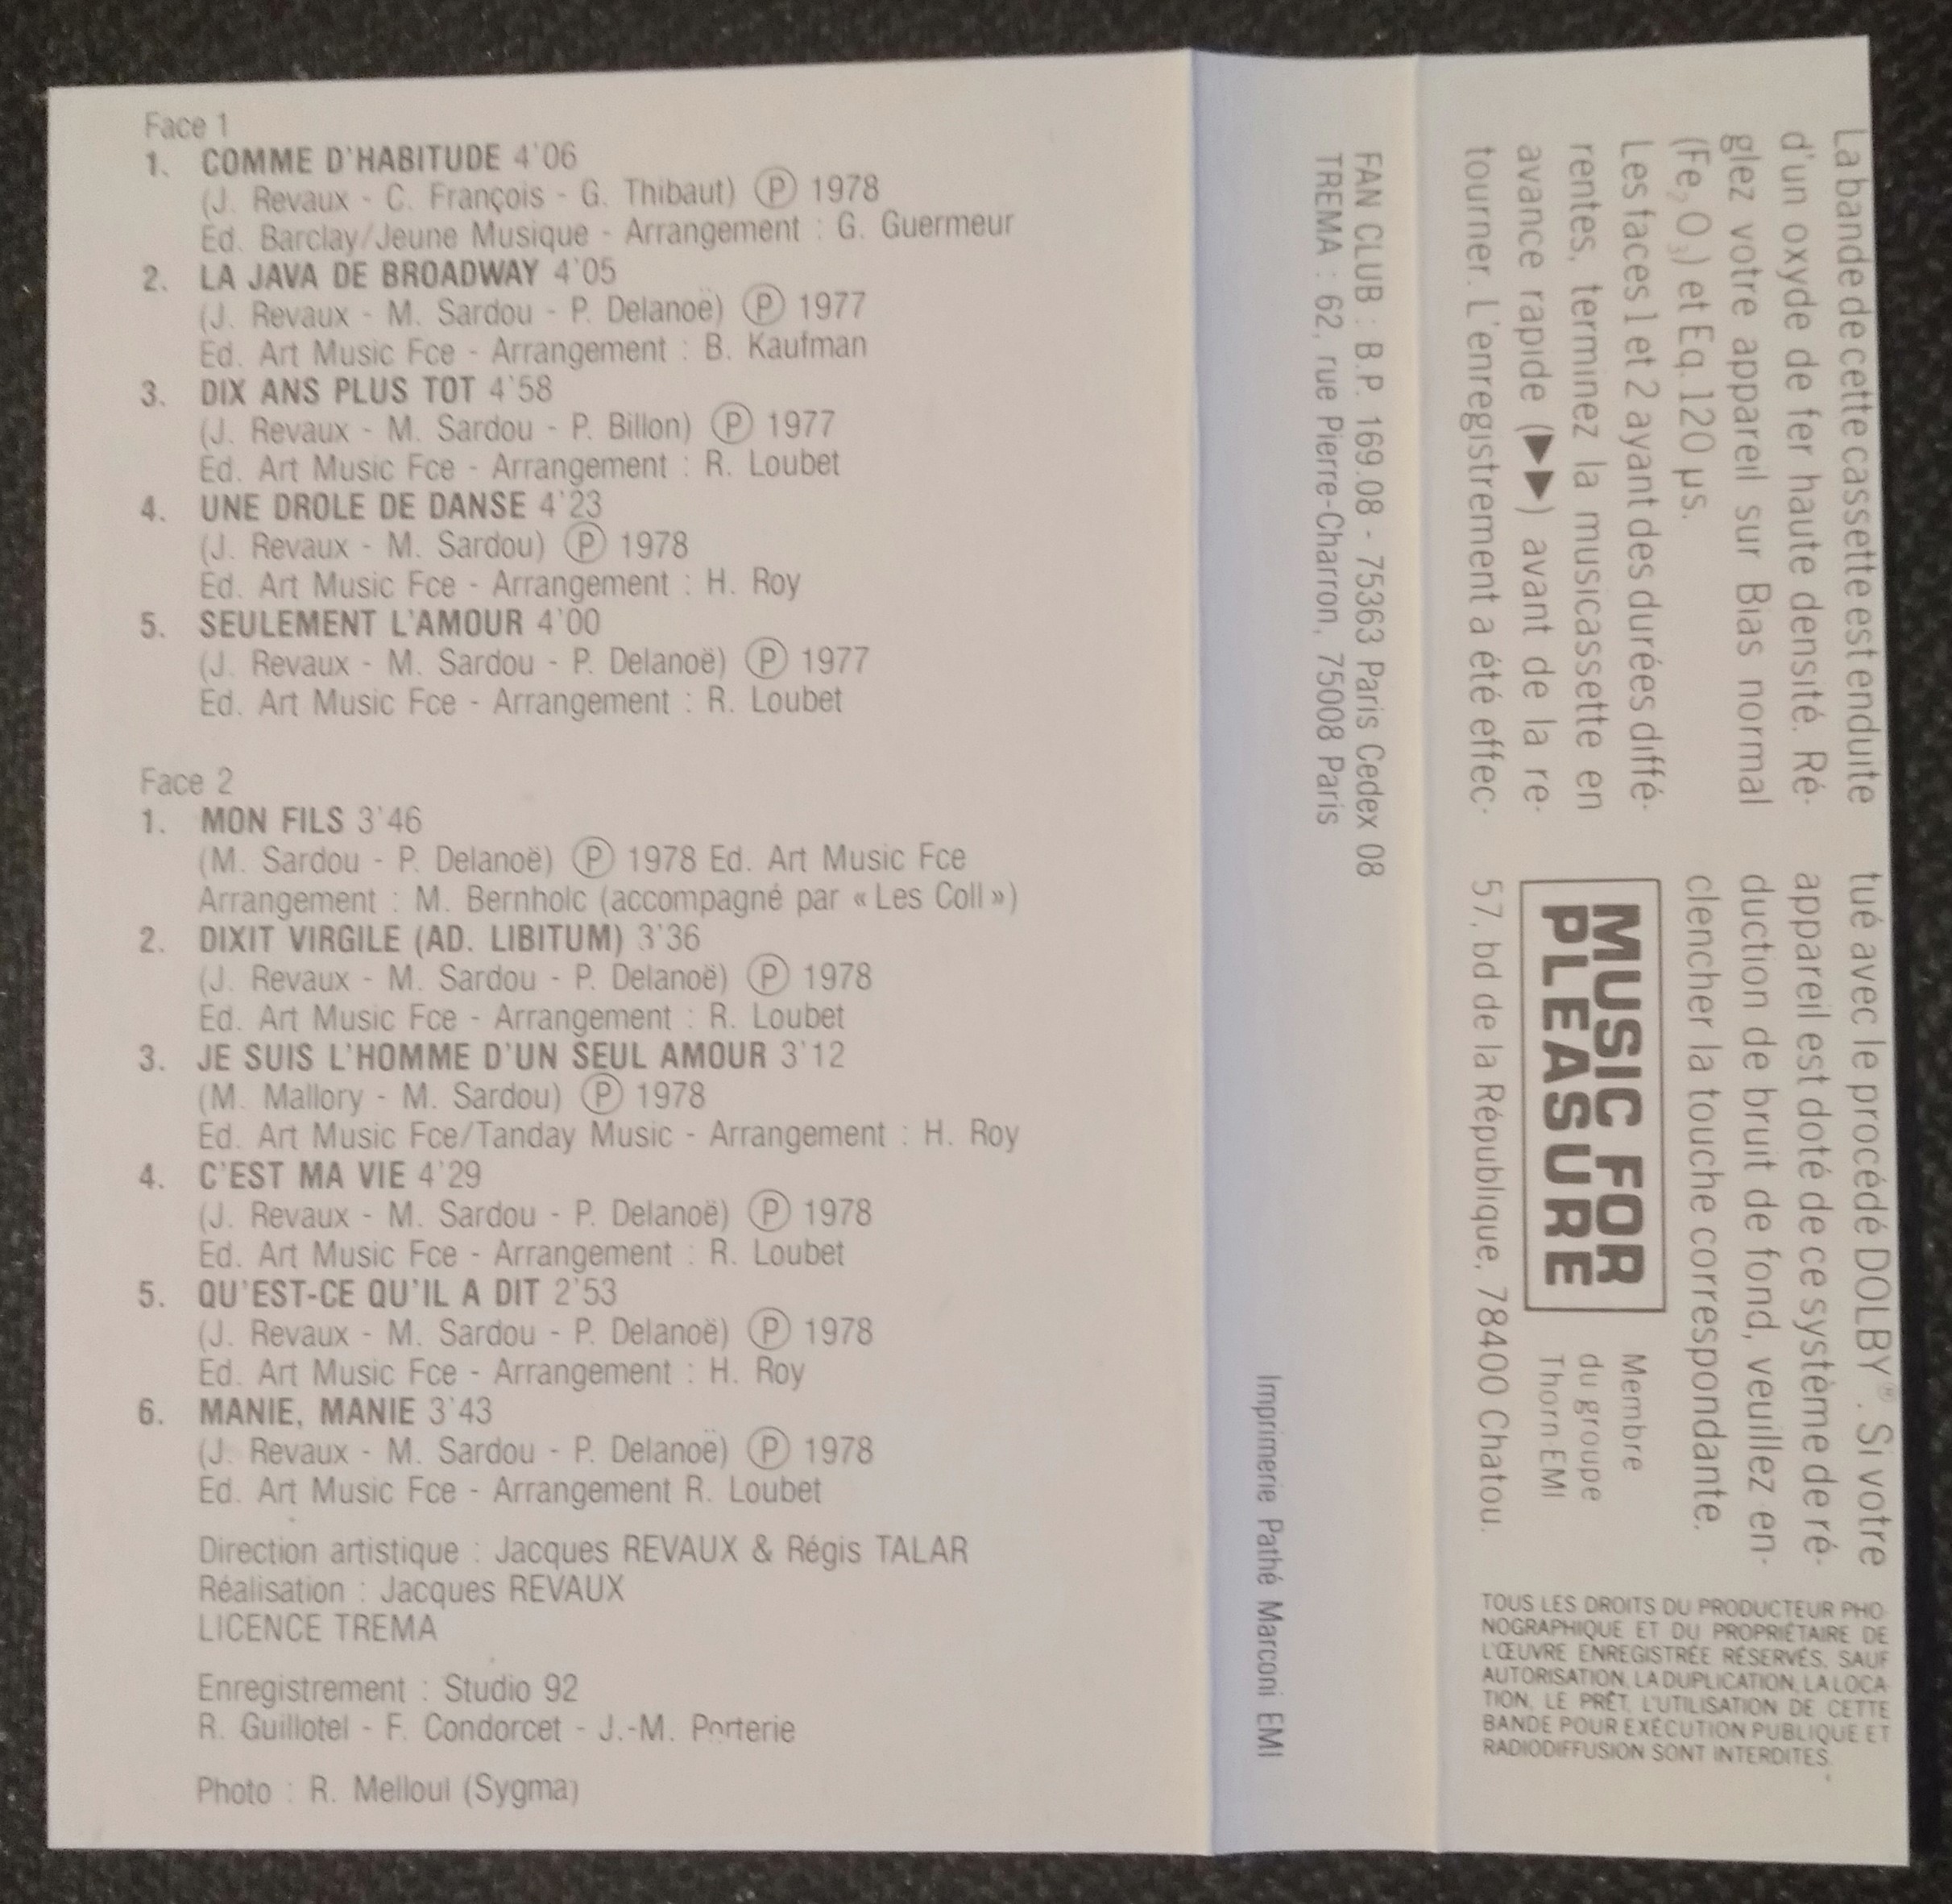 Face 1
1. COMME D'HABITUDE 4'06
(J. Revaux - C. François - G. Thibaut) Ⓟ 1978
Ed. Barclay/Jeune Musique - Arrangement : G. Guermeur
2. LA JAVA DE BROADWAY 4'05
(J. Revaux - M. Sardou - P. Delanoë) Ⓟ 1977
Ed. Art Music Fce - Arrangement : B. Kaufman
3. DIX ANS PLUS TOT 4'58
(J. Revaux - M. Sardou - P. Billon) Ⓟ 1977
Ed. Art Music Fce - Arrangement : R. Loubet
4. UNE DROLE DE DANSE 4'23
(J. Revaux - M. Sardou) Ⓟ 1978
Ed. Art Music Fce - Arrangement : H. Roy
5. SEULEMENT L'AMOUR 4'00
(J. Revaux - M. Sardou - P. Delanoë) Ⓟ 1977
Ed. Art Music Fce - Arrangement : R. Loubet
Face 2
1. MON FILS 3'46
(M. Sardou - P. Delanoë) Ⓟ 1978 Ed. Art Music Fce
Arrangement : M. Bernholc (accompagné par « Les Coll »)
2. DIXIT VIRGILE (AD. LIBITUM) 3'36
(J. Revaux - M. Sardou - P. Delanoë) Ⓟ 1978
Ed. Art Music Fce - Arrangement : R. Loubet
3. JE SUIS L'HOMME D'UN SEUL AMOUR 3'12
(M. Mallory - M. Sardou) Ⓟ 1978
Ed. Art Music Fce/Tanday Music - Arrangement : H. Roy
4. C'EST MA VIE 4'29
(J. Revaux - M. Sardou - P. Delanoë) Ⓟ 1978
Ed. Art Music Fce - Arrangement : R. Loubet
5. QU'EST-CE QU'IL A DIT 2'53
(J. Revaux - M. Sardou - P. Delanoë) Ⓟ 1978
Ed. Art Music Fce - Arrangement : H. Roy
6. MANIE, MANIE 3'43
(J. Revaux - M. Sardou - P. Delanoë) Ⓟ 1978
Ed. Art Music Fce - Arrangement R. Loubet
Direction artistique : Jacques REVAUX & Régis TALAR
Réalisation : Jacques REVAUX
LICENCE TREMA
Enregistrement : Studio 92
R. Guillotel - F. Condorcet - J.-M. Porterie
Photo : R. Melloul (Sygma)
FAN CLUB : B.P. 169.08 - 75363 Paris Cedex 08
TREMA : 62, rue Pierre-Charron, 75008 Paris
Imprimerie Pathé Marconi EMI
La bande de cette cassette est enduite
d'un oxyde de fer haute densité. Ré-
glez votre appareil sur Bias normal
(Fe₂O₃) et Eq. 120 µs.
Les faces 1 et 2 ayant des durées diffé-
rentes, terminez la musicassette en
avance rapide (▶▶) avant de la re-
tourner. L'enregistrement a été effec-
tué avec le procédé DOLBY®. Si votre
appareil est doté de ce système de ré-
duction de bruit de fond, veuillez en-
clencher la touche correspondante.
MUSIC FOR
PLEASURE
Membre
du groupe
Thorn EMI
57, bd de la République, 78400 Chatou.
TOUS LES DROITS DU PRODUCTEUR PHO-
NOGRAPHIQUE ET DU PROPRIÉTAIRE DE
L'ŒUVRE ENREGISTRÉE RÉSERVÉS. SAUF
AUTORISATION, LA DUPLICATION, LA LOCA-
TION, LE PRÊT, L'UTILISATION DE CETTE
BANDE POUR EXÉCUTION PUBLIQUE ET
RADIODIFFUSION SONT INTERDITES.